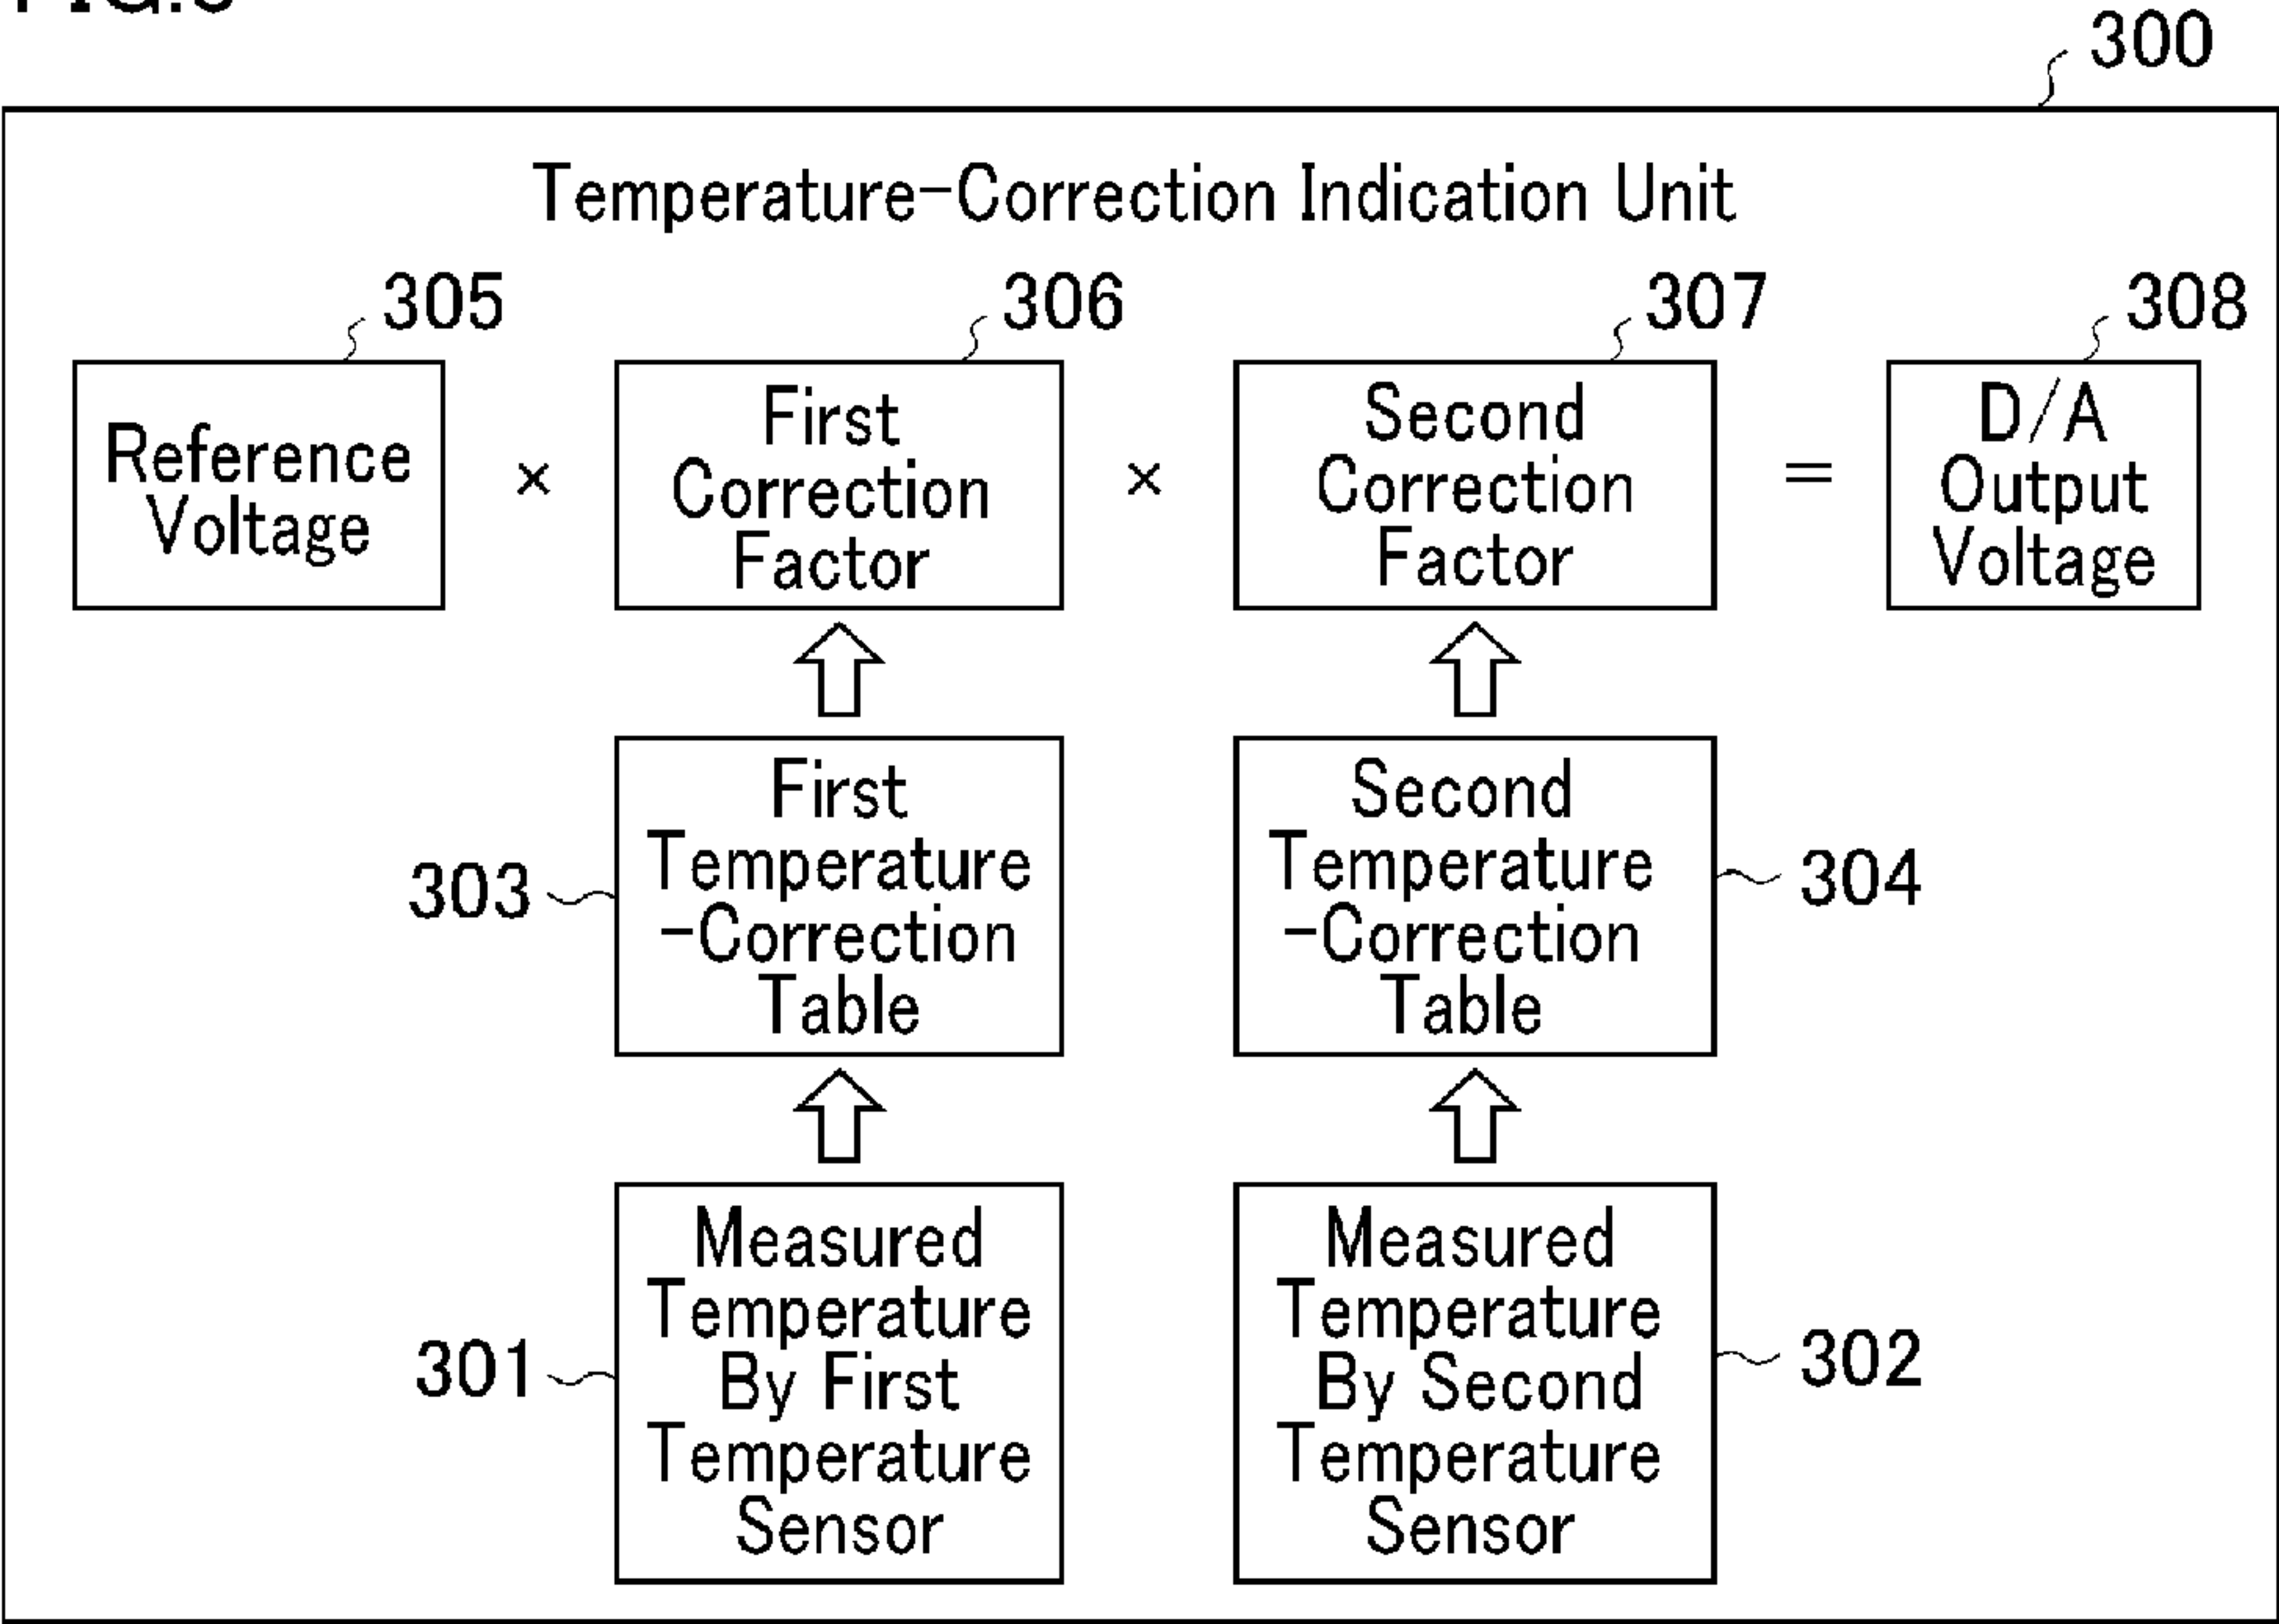 300
Temperature-Correction Indication Unit
305
306
307
308
Reference
Voltage
×
First
Correction
Factor
×
Second
Correction
Factor
=
D/A
Output
Voltage
303
First
Temperature
-Correction
Table
Second
Temperature
-Correction
Table
304
301
Measured
Temperature
By First
Temperature
Sensor
Measured
Temperature
By Second
Temperature
Sensor
302